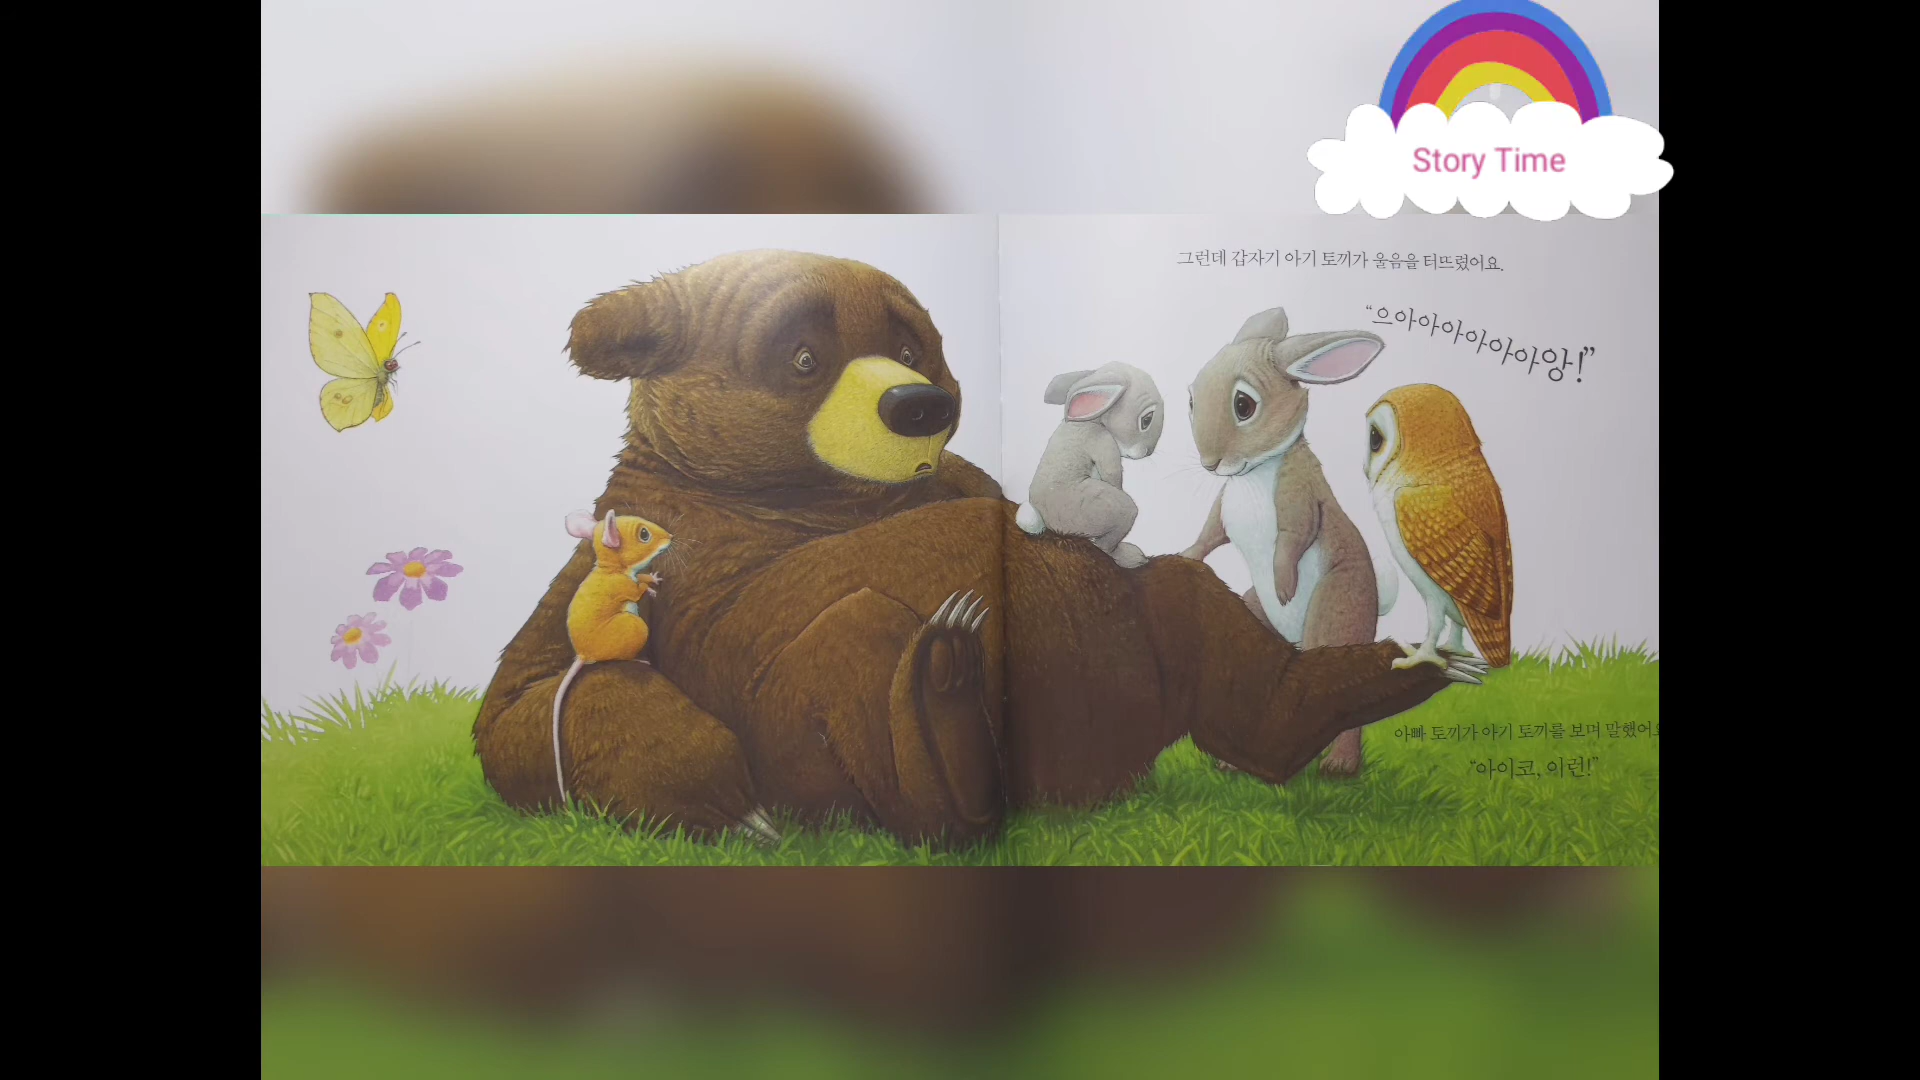 Story Time
그런데 갑자기 아기 토끼가 울음을 터뜨렸어요.
“으아아아아아아앙!”
아빠 토끼가 아기 토끼를 보며 말했어요
“아이코, 이런!”